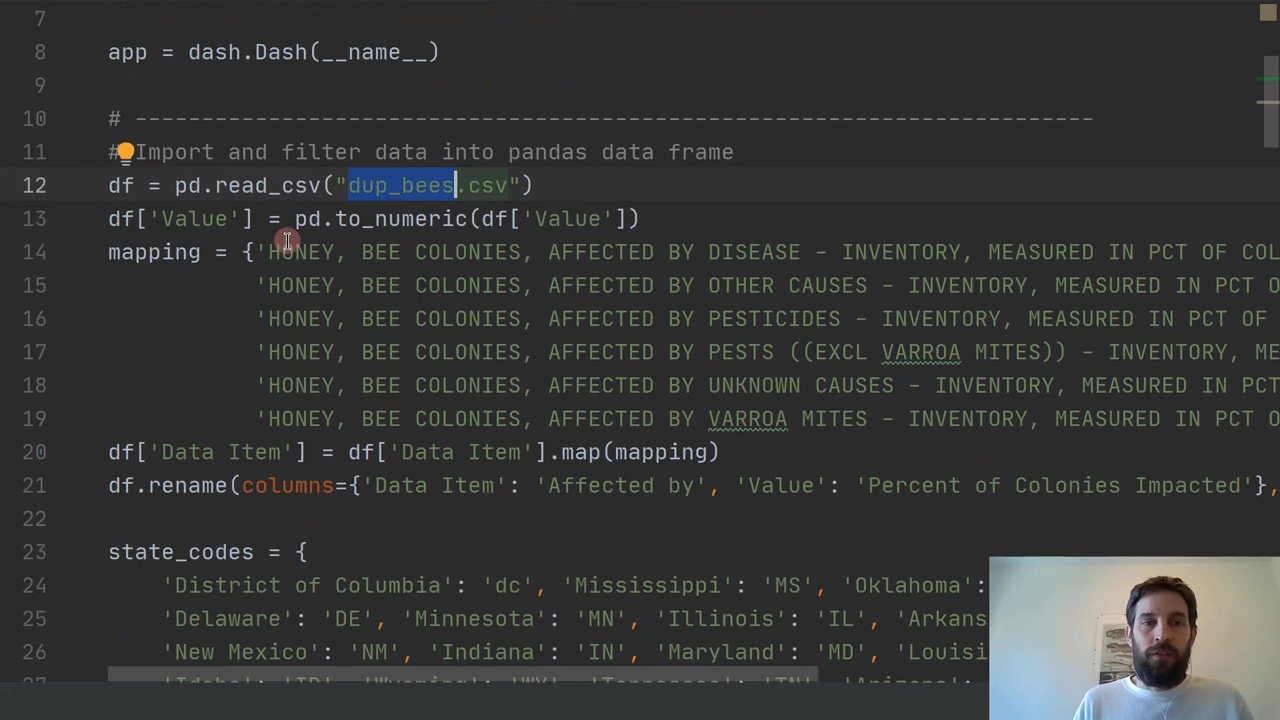 7
8 app = dash.Dash(__name__)
9
10 # ------------------------------------------------------------------------
11 # Import and filter data into pandas data frame
12 df = pd.read_csv("dup_bees.csv")
13 df['Value'] = pd.to_numeric(df['Value'])
14 mapping = {'HONEY, BEE COLONIES, AFFECTED BY DISEASE - INVENTORY, MEASURED IN PCT OF COL
15 'HONEY, BEE COLONIES, AFFECTED BY OTHER CAUSES - INVENTORY, MEASURED IN PCT O
16 'HONEY, BEE COLONIES, AFFECTED BY PESTICIDES - INVENTORY, MEASURED IN PCT OF
17 'HONEY, BEE COLONIES, AFFECTED BY PESTS ((EXCL VARROA MITES)) - INVENTORY, ME
18 'HONEY, BEE COLONIES, AFFECTED BY UNKNOWN CAUSES - INVENTORY, MEASURED IN PCT
19 'HONEY, BEE COLONIES, AFFECTED BY VARROA MITES - INVENTORY, MEASURED IN PCT O
20 df['Data Item'] = df['Data Item'].map(mapping)
21 df.rename(columns={'Data Item': 'Affected by', 'Value': 'Percent of Colonies Impacted'},
22
23 state_codes = {
24 'District of Columbia': 'dc', 'Mississippi': 'MS', 'Oklahoma':
25 'Delaware': 'DE', 'Minnesota': 'MN', 'Illinois': 'IL', 'Arkans
26 'New Mexico': 'NM', 'Indiana': 'IN', 'Maryland': 'MD', 'Louisi